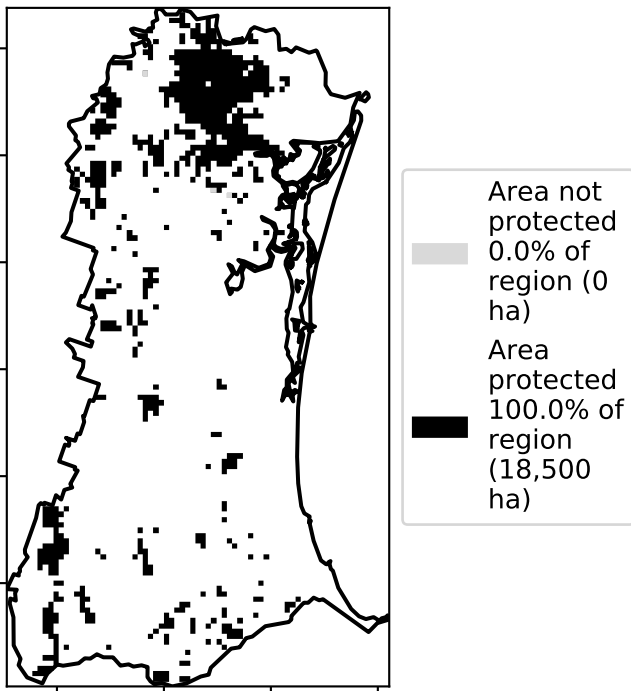 Area not
protected
0.0% of
region (0
ha)
Area
protected
100.0% of
region
(18,500
ha)